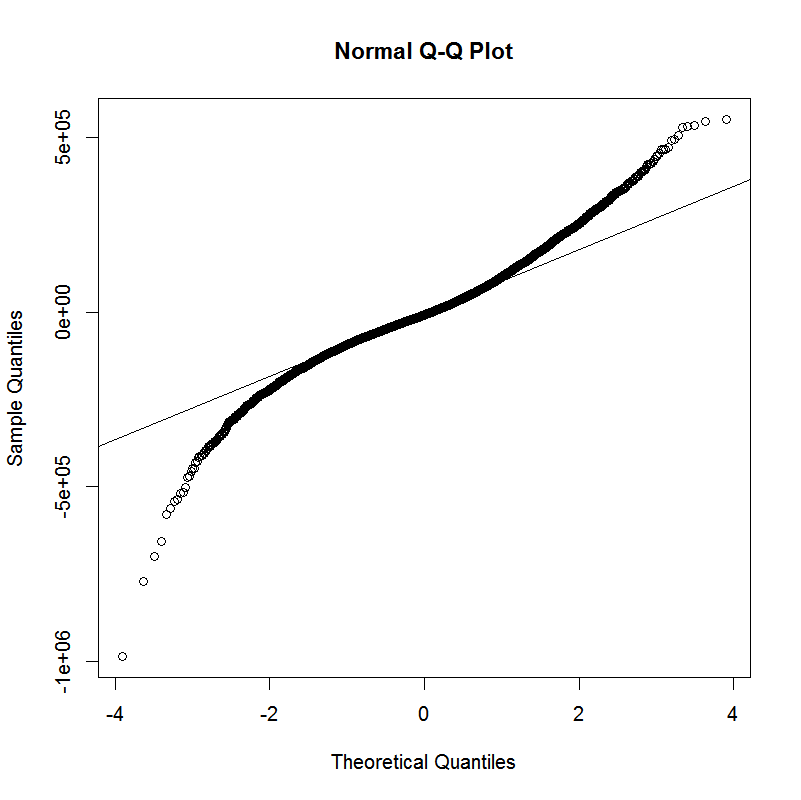 Normal Q-Q Plot
5e+05
0e+00
-5e+05
-1e+06
Sample Quantiles
-4 -2 0 2 4
Theoretical Quantiles